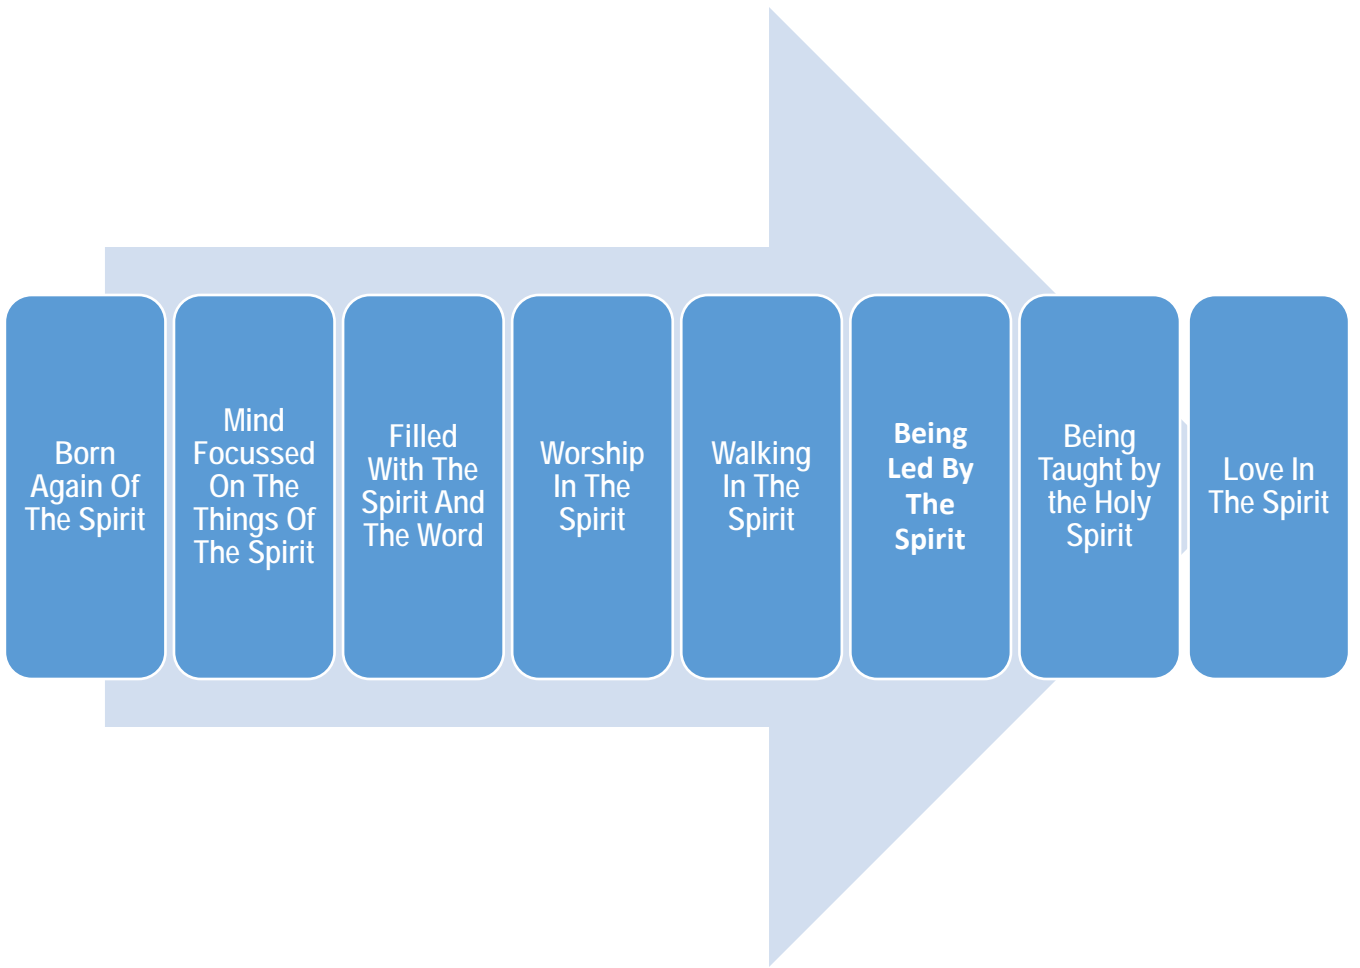 Born
Again Of
The Spirit
Mind
Focussed
On The
Things Of
The Spirit
Filled
With The
Spirit And
The Word
Worship
In The
Spirit
Walking
In The
Spirit
Being
Led By
The
Spirit
Being
Taught by
the Holy
Spirit
Love In
The Spirit